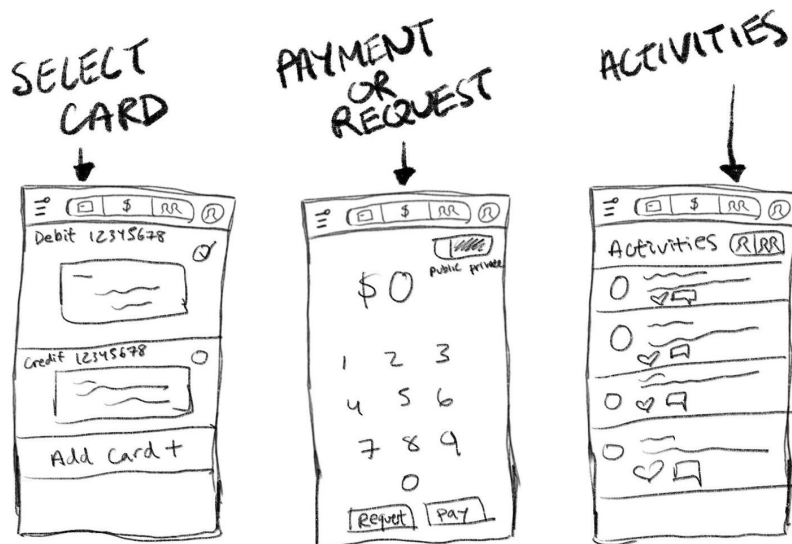 SELECT
CARD
PAYMENT
OR
REQUEST
ACTIVITIES
$
Debit 12345678
Credit 12345678
Add Card +
$
public private
$0
1 2 3
4 5 6
7 8 9
0
Request Pay
$
Activities R RR